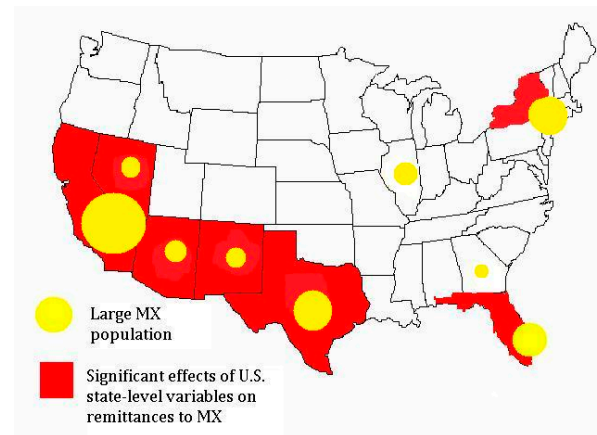 Large MX
population
Significant effects of U.S.
state-level variables on
remittances to MX